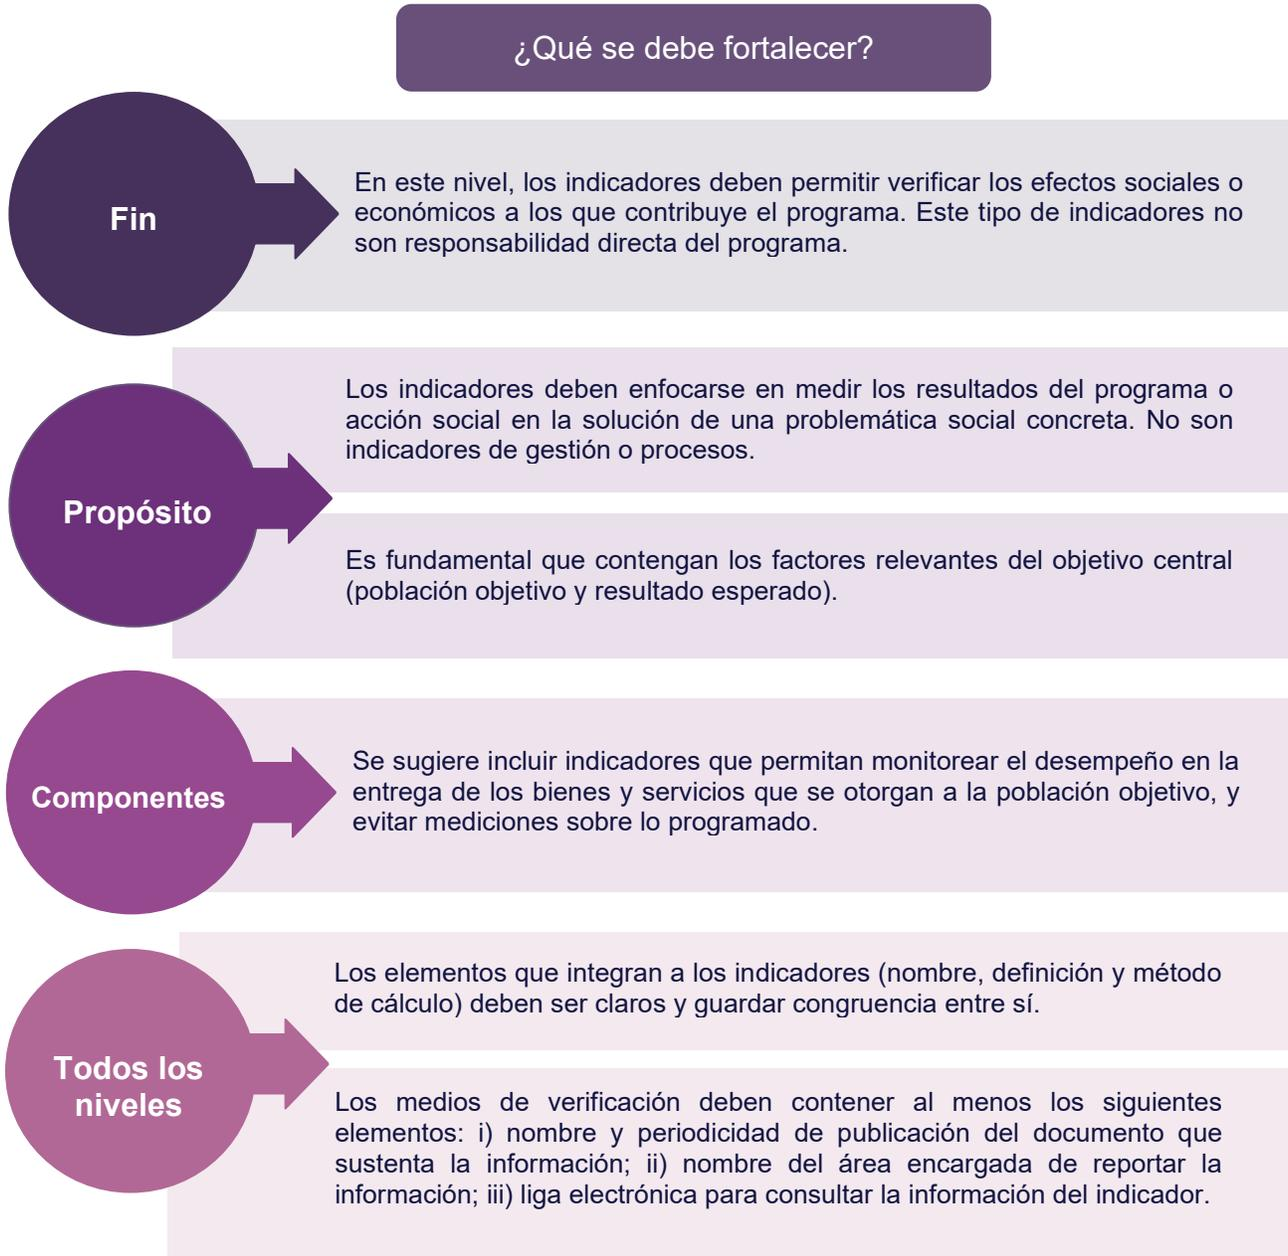 ¿Qué se debe fortalecer?
Fin
En este nivel, los indicadores deben permitir verificar los efectos sociales o
económicos a los que contribuye el programa. Este tipo de indicadores no
son responsabilidad directa del programa.
Propósito
Los indicadores deben enfocarse en medir los resultados del programa o
acción social en la solución de una problemática social concreta. No son
indicadores de gestión o procesos.
Es fundamental que contengan los factores relevantes del objetivo central
(población objetivo y resultado esperado).
Componentes
Se sugiere incluir indicadores que permitan monitorear el desempeño en la
entrega de los bienes y servicios que se otorgan a la población objetivo, y
evitar mediciones sobre lo programado.
Todos los
niveles
Los elementos que integran a los indicadores (nombre, definición y método
de cálculo) deben ser claros y guardar congruencia entre sí.
Los medios de verificación deben contener al menos los siguientes
elementos: i) nombre y periodicidad de publicación del documento que
sustenta la información; ii) nombre del área encargada de reportar la
información; iii) liga electrónica para consultar la información del indicador.